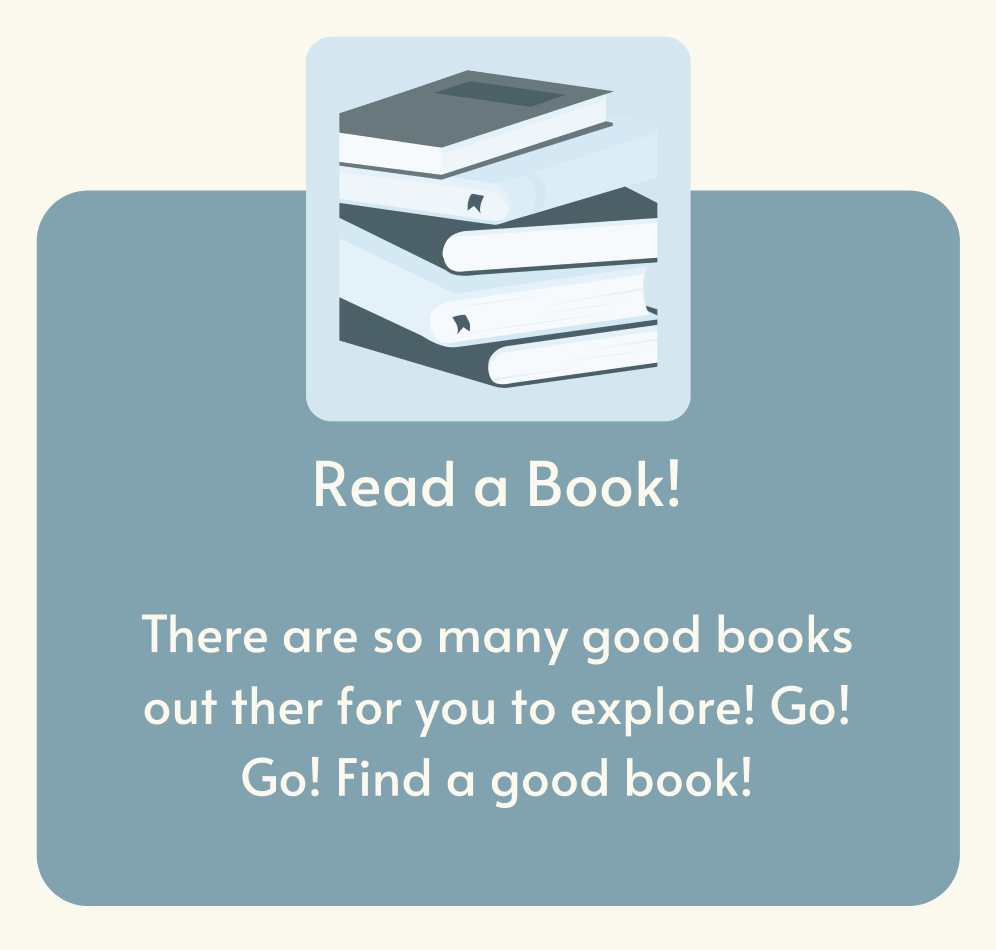 Read a Book!
There are so many good books
out ther for you to explore! Go!
Go! Find a good book!